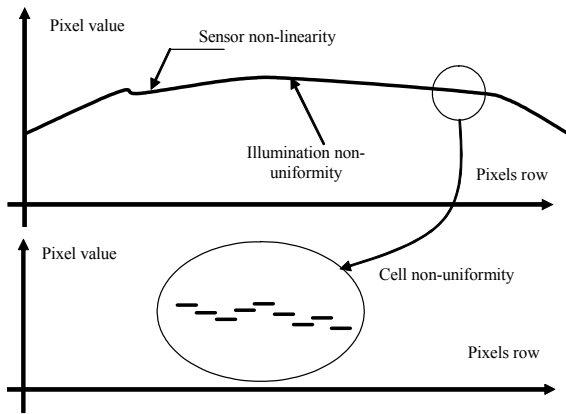 Pixel value
Sensor non-linearity
Illumination non-
uniformity
Pixels row
Pixel value
Cell non-uniformity
Pixels row